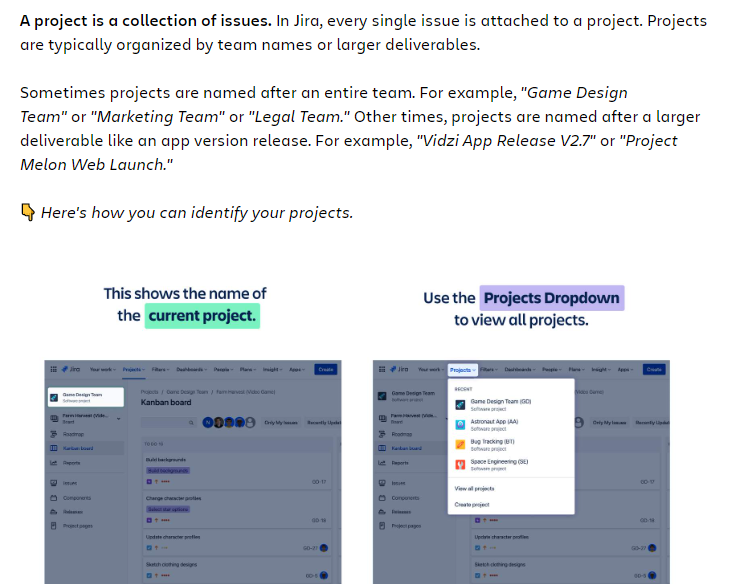 A project is a collection of issues. In Jira, every single issue is attached to a project. Projects
are typically organized by team names or larger deliverables.
Sometimes projects are named after an entire team. For example, "Game Design
Team" or "Marketing Team" or "Legal Team." Other times, projects are named after a larger
deliverable like an app version release. For example, "Vidzi App Release V2.7" or "Project
Melon Web Launch."
Here's how you can identify your projects.
This shows the name of
the current project.
Use the Projects Dropdown
to view all projects.
Jira Your work Projects Filters Dashboards People Plans Insight Apps Create
Game Design Team
Software project
Projects / Game Design Team / Farm Harvest (Video Game)
Kanban board
Farm Harvest (Vide...
Board
Only My Issues Recently Upda
Roadmap
Kanban board
Reports
Issues
Components
Releases
Project pages
TO DO
Build backgrounds
Build backgrounds
GD-17
Change character profiles
Select star options
GD-18
Update character profiles
GD-27
Sketch clothing designs
GD-5
Jira Your work Projects Filters Dashboards People Plans Insight Apps Create
Game Design Team
Software project
Farm Harvest (Vide...
Board
Roadmap
Kanban board
Reports
Issues
Components
Releases
Project pages
RECENT
Game Design Team (GD)
Software project
Astronaut App (AA)
Software project
Bug Tracking (BT)
Software project
Space Engineering (SE)
Software project
View all projects
Create project
Only My Issues Recently Upda
GD-17
GD-18
Update character profiles
GD-27
Sketch clothing designs
GD-5